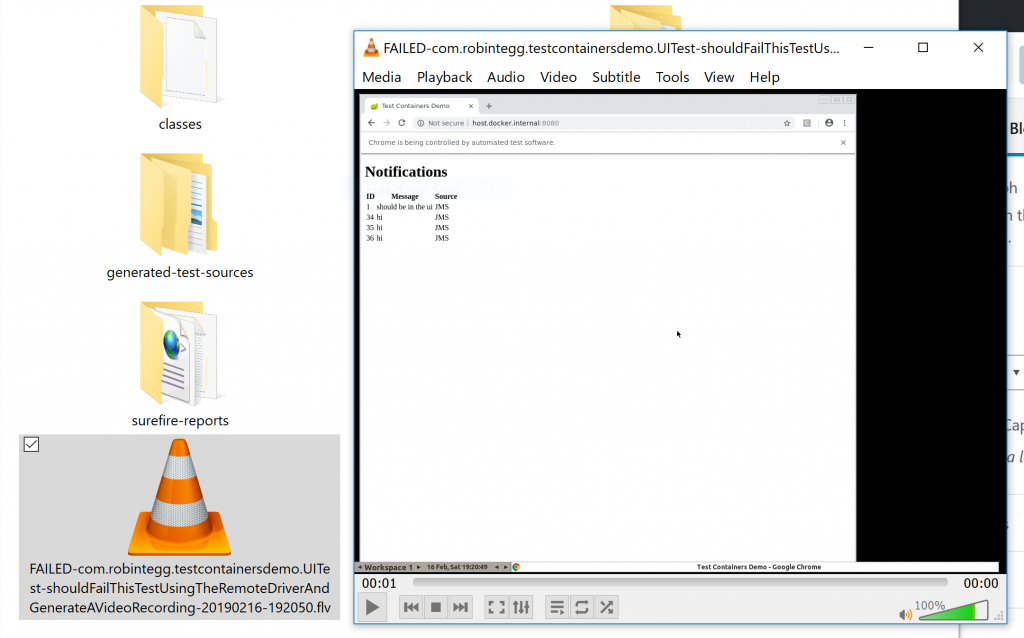 classes
generated-test-sources
surefire-reports
FAILED-com.robintegg.testcontainersdemo.UITe
st-shouldFailThisTestUsingTheRemoteDriverAnd
GenerateAVideoRecording-20190216-192050.flv
FAILED-com.robintegg.testcontainersdemo.UITest-shouldFailThisTestUs...
Media Playback Audio Video Subtitle Tools View Help
Test Containers Demo
Not secure | host.docker.internal:8080
Chrome is being controlled by automated test software.
Notifications
ID Message Source
1 should be in the ui JMS
34 hi JMS
35 hi JMS
36 hi JMS
Workspace 1 16 Feb, Sat 19:20:49 Test Containers Demo - Google Chrome
00:01 00:00
100%